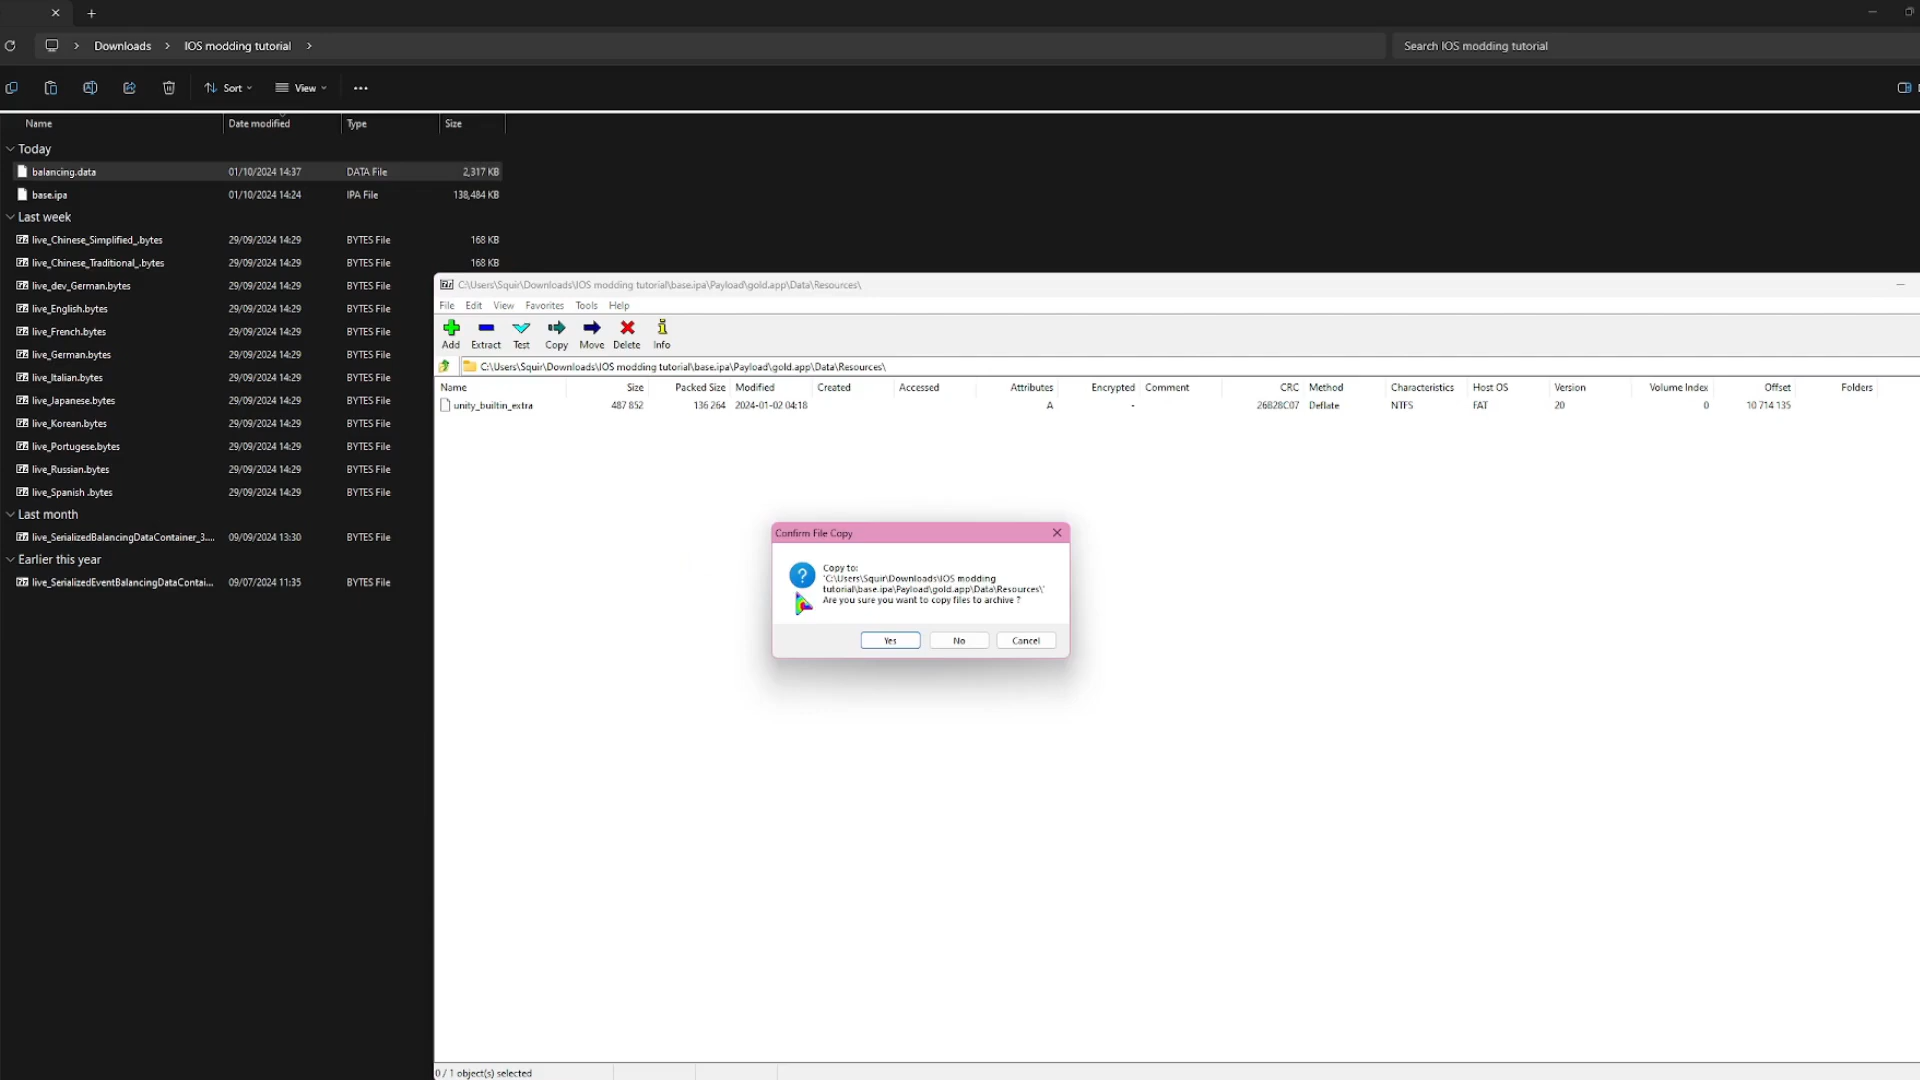 Downloads > IOS modding tutorial >
Search IOS modding tutorial
Sort
View
Name Date modified Type Size
Today
balancing.data 01/10/2024 14:37 DATA File 2,317 KB
base.ipa 01/10/2024 14:24 IPA File 138,484 KB
Last week
live_Chinese_Simplified_.bytes 29/09/2024 14:29 BYTES File 168 KB
live_Chinese_Traditional_.bytes 29/09/2024 14:29 BYTES File 168 KB
live_dev_German.bytes 29/09/2024 14:29 BYTES File
live_English.bytes 29/09/2024 14:29 BYTES File
live_French.bytes 29/09/2024 14:29 BYTES File
live_German.bytes 29/09/2024 14:29 BYTES File
live_Italian.bytes 29/09/2024 14:29 BYTES File
live_Japanese.bytes 29/09/2024 14:29 BYTES File
live_Korean.bytes 29/09/2024 14:29 BYTES File
live_Portugese.bytes 29/09/2024 14:29 BYTES File
live_Russian.bytes 29/09/2024 14:29 BYTES File
live_Spanish .bytes 29/09/2024 14:29 BYTES File
Last month
live_SerializedBalancingDataContainer_3.... 09/09/2024 13:30 BYTES File
Earlier this year
live_SerializedEventBalancingDataContai... 09/07/2024 11:35 BYTES File
C:\Users\Squir\Downloads\IOS modding tutorial\base.ipa\Payload\gold.app\Data\Resources\
File Edit View Favorites Tools Help
Add Extract Test Copy Move Delete Info
C:\Users\Squir\Downloads\IOS modding tutorial\base.ipa\Payload\gold.app\Data\Resources\
Name Size Packed Size Modified Created Accessed Attributes Encrypted Comment CRC Method Characteristics Host OS Version Volume Index Offset Folders
unity_builtin_extra 487 852 136 264 2024-01-02 04:18 A - 26828C07 Deflate NTFS FAT 20 0 10 714 135
Confirm File Copy
Copy to:
'C:\Users\Squir\Downloads\IOS modding
tutorial\base.ipa\Payload\gold.app\Data\Resources\'
Are you sure you want to copy files to archive ?
Yes No Cancel
0 / 1 object(s) selected